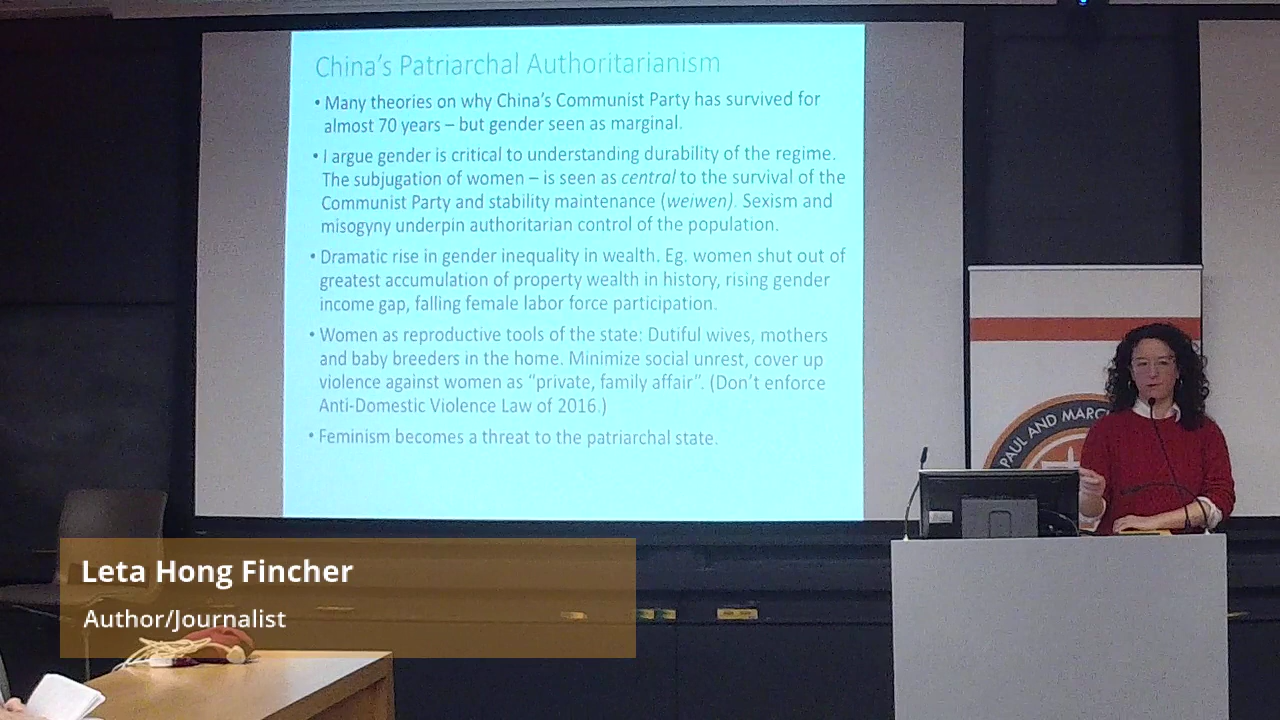 China's Patriarchal Authoritarianism
• Many theories on why China's Communist Party has survived for
almost 70 years – but gender seen as marginal.
• I argue gender is critical to understanding durability of the regime.
The subjugation of women – is seen as central to the survival of the
Communist Party and stability maintenance (weiwen). Sexism and
misogyny underpin authoritarian control of the population.
• Dramatic rise in gender inequality in wealth. Eg. women shut out of
greatest accumulation of property wealth in history, rising gender
income gap, falling female labor force participation.
• Women as reproductive tools of the state: Dutiful wives, mothers
and baby breeders in the home. Minimize social unrest, cover up
violence against women as "private, family affair". (Don't enforce
Anti-Domestic Violence Law of 2016.)
• Feminism becomes a threat to the patriarchal state.
PAUL AND MARC
Leta Hong Fincher
Author/Journalist